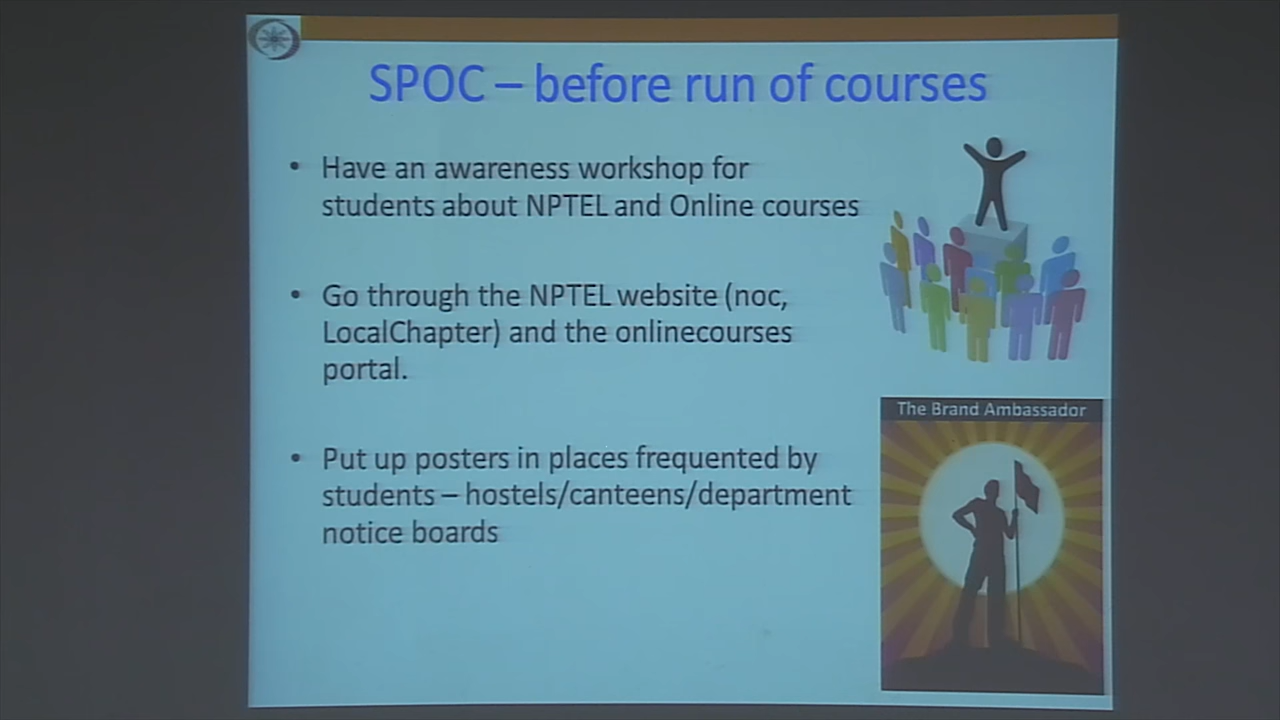 SPOC – before run of courses
• Have an awareness workshop for
students about NPTEL and Online courses
• Go through the NPTEL website (noc,
LocalChapter) and the onlinecourses
portal.
• Put up posters in places frequented by
students – hostels/canteens/department
notice boards
The Brand Ambassador